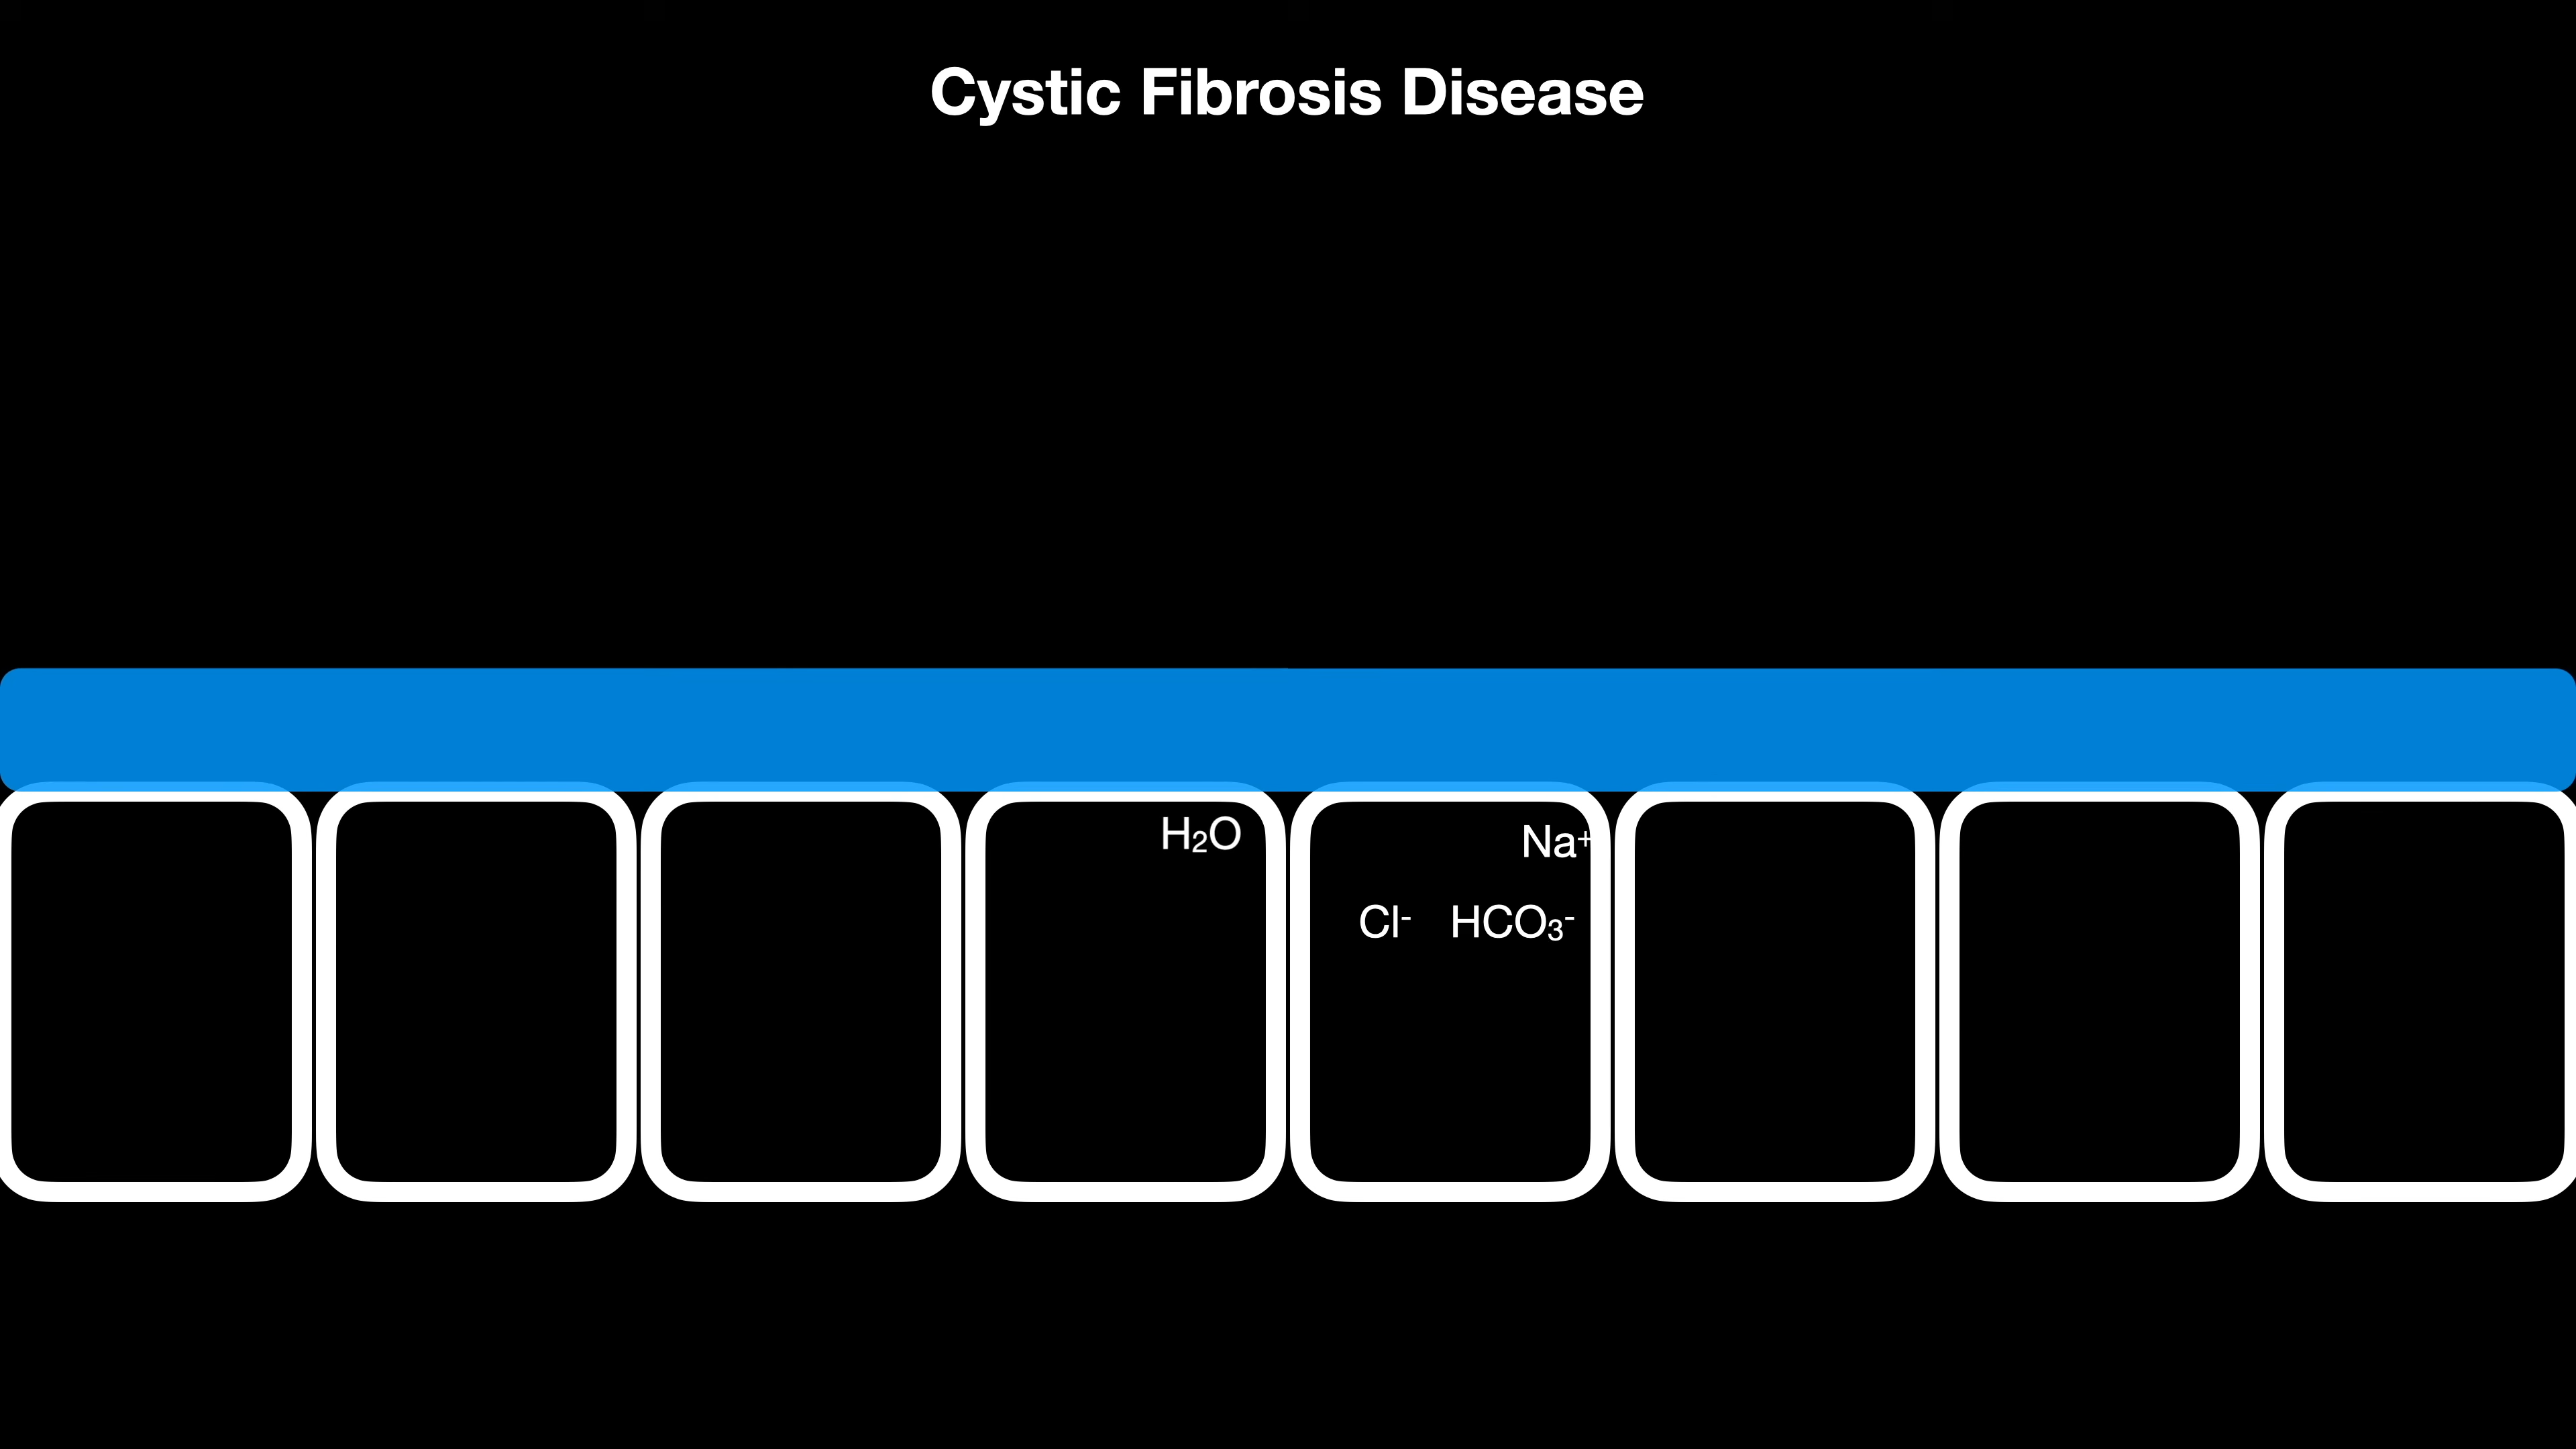 Cystic Fibrosis Disease
H₂O
Na⁺
Cl⁻ HCO₃⁻